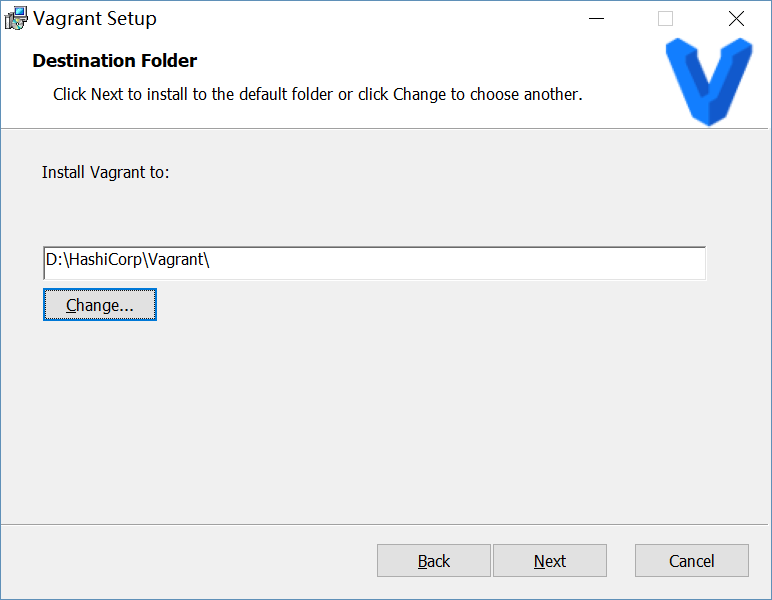 Vagrant Setup
Destination Folder
Click Next to install to the default folder or click Change to choose another.
Install Vagrant to:
D:\HashiCorp\Vagrant\
Change...
Back
Next
Cancel